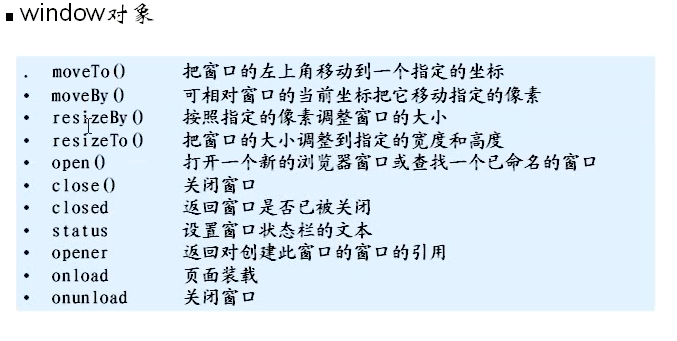 ▪ window对象
. moveTo() 把窗口的左上角移动到一个指定的坐标
• moveBy() 可相对窗口的当前坐标把它移动指定的像素
• resizeBy() 按照指定的像素调整窗口的大小
• resizeTo() 把窗口的大小调整到指定的宽度和高度
• open() 打开一个新的浏览器窗口或查找一个已命名的窗口
• close() 关闭窗口
• closed 返回窗口是否已被关闭
• status 设置窗口状态栏的文本
• opener 返回对创建此窗口的窗口的引用
• onload 页面装载
• onunload 关闭窗口